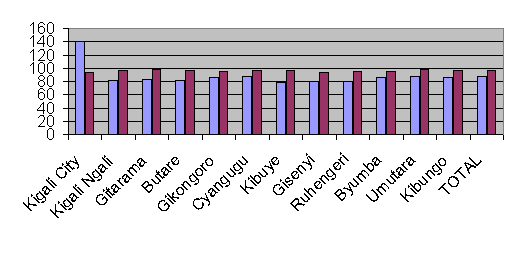 160
140
120
100
80
60
40
20
0
Kigali City
Kigali Ngali
Gitarama
Butare
Gikongoro
Cyangugu
Kibuye
Gisenyi
Ruhengeri
Byumba
Umutara
Kibungo
TOTAL